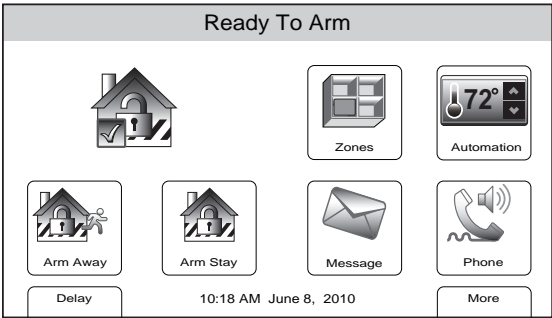 Ready To Arm
72°
Zones
Automation
Arm Away
Arm Stay
Message
Phone
Delay
10:18 AM June 8, 2010
More